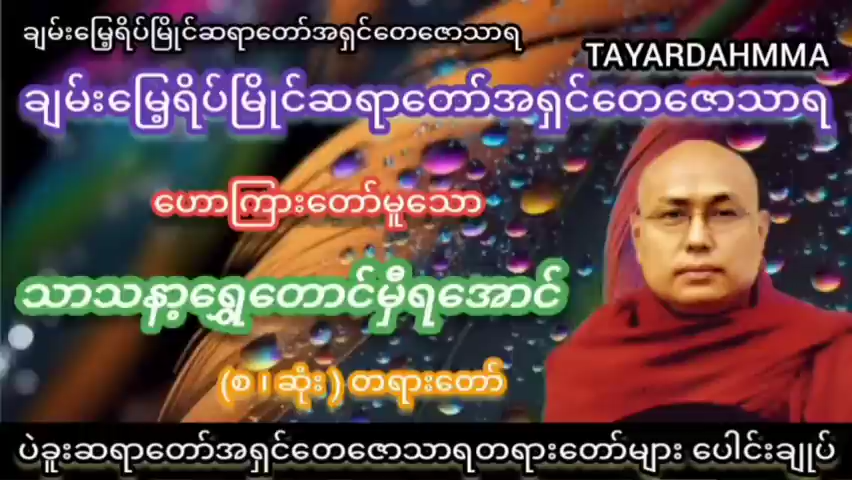 ချမ်းမြေ့ရိပ်မြိုင်ဆရာတော်အရှင်တေဇောသာရ
TAYARDAHMMA
ချမ်းမြေ့ရိပ်မြိုင်ဆရာတော်အရှင်တေဇောသာရ
ဟောကြားတော်မူသော
သာသနာ့ရွှေတောင်မှီရအောင်
(စ ၊ ဆုံး ) တရားတော်
ပဲခူးဆရာတော်အရှင်တေဇောသာရတရားတော်များ ပေါင်းချုပ်